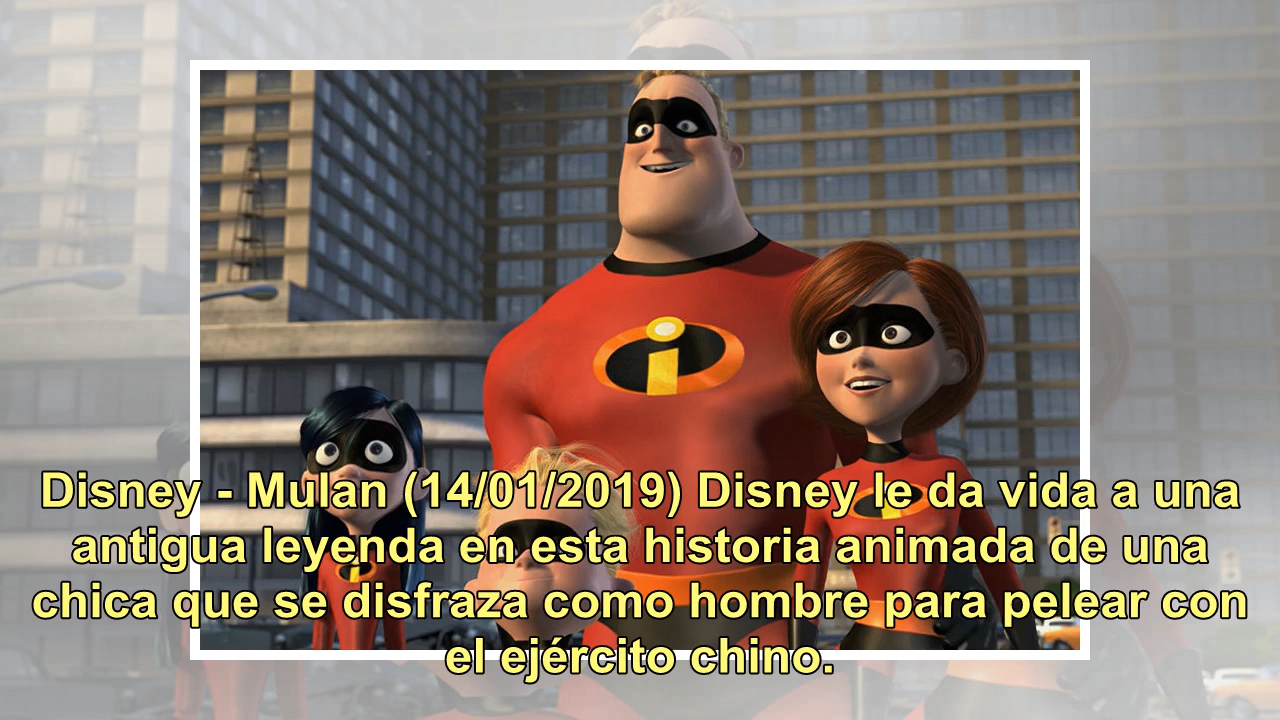 Disney - Mulan (14/01/2019) Disney le da vida a una
antigua leyenda en esta historia animada de una
chica que se disfraza como hombre para pelear con
el ejército chino.